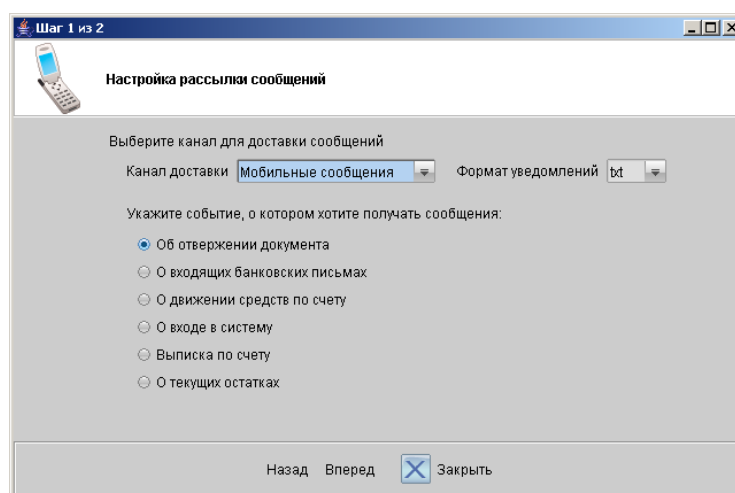 Шаг 1 из 2
Настройка рассылки сообщений
Выберите канал для доставки сообщений
Канал доставки Мобильные сообщения Формат уведомлений txt
Укажите событие, о котором хотите получать сообщения:
Об отвержении документа
О входящих банковских письмах
О движении средств по счету
О входе в систему
Выписка по счету
О текущих остатках
Назад Вперед Закрыть